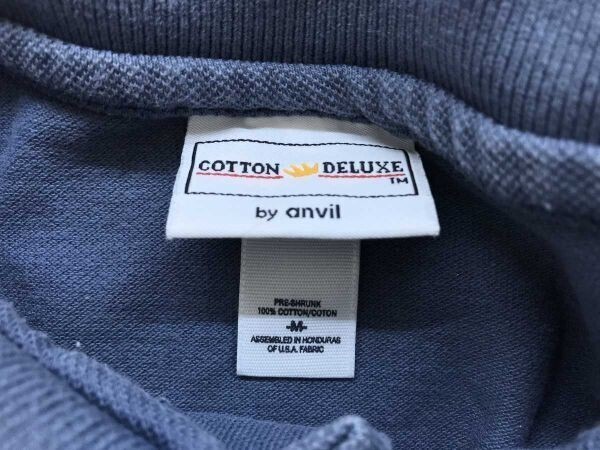 COTTON DELUXE
TM
by anvil
PRE-SHRUNK
100% COTTON/COTON
-M-
ASSEMBLED IN HONDURAS
OF U.S.A. FABRIC